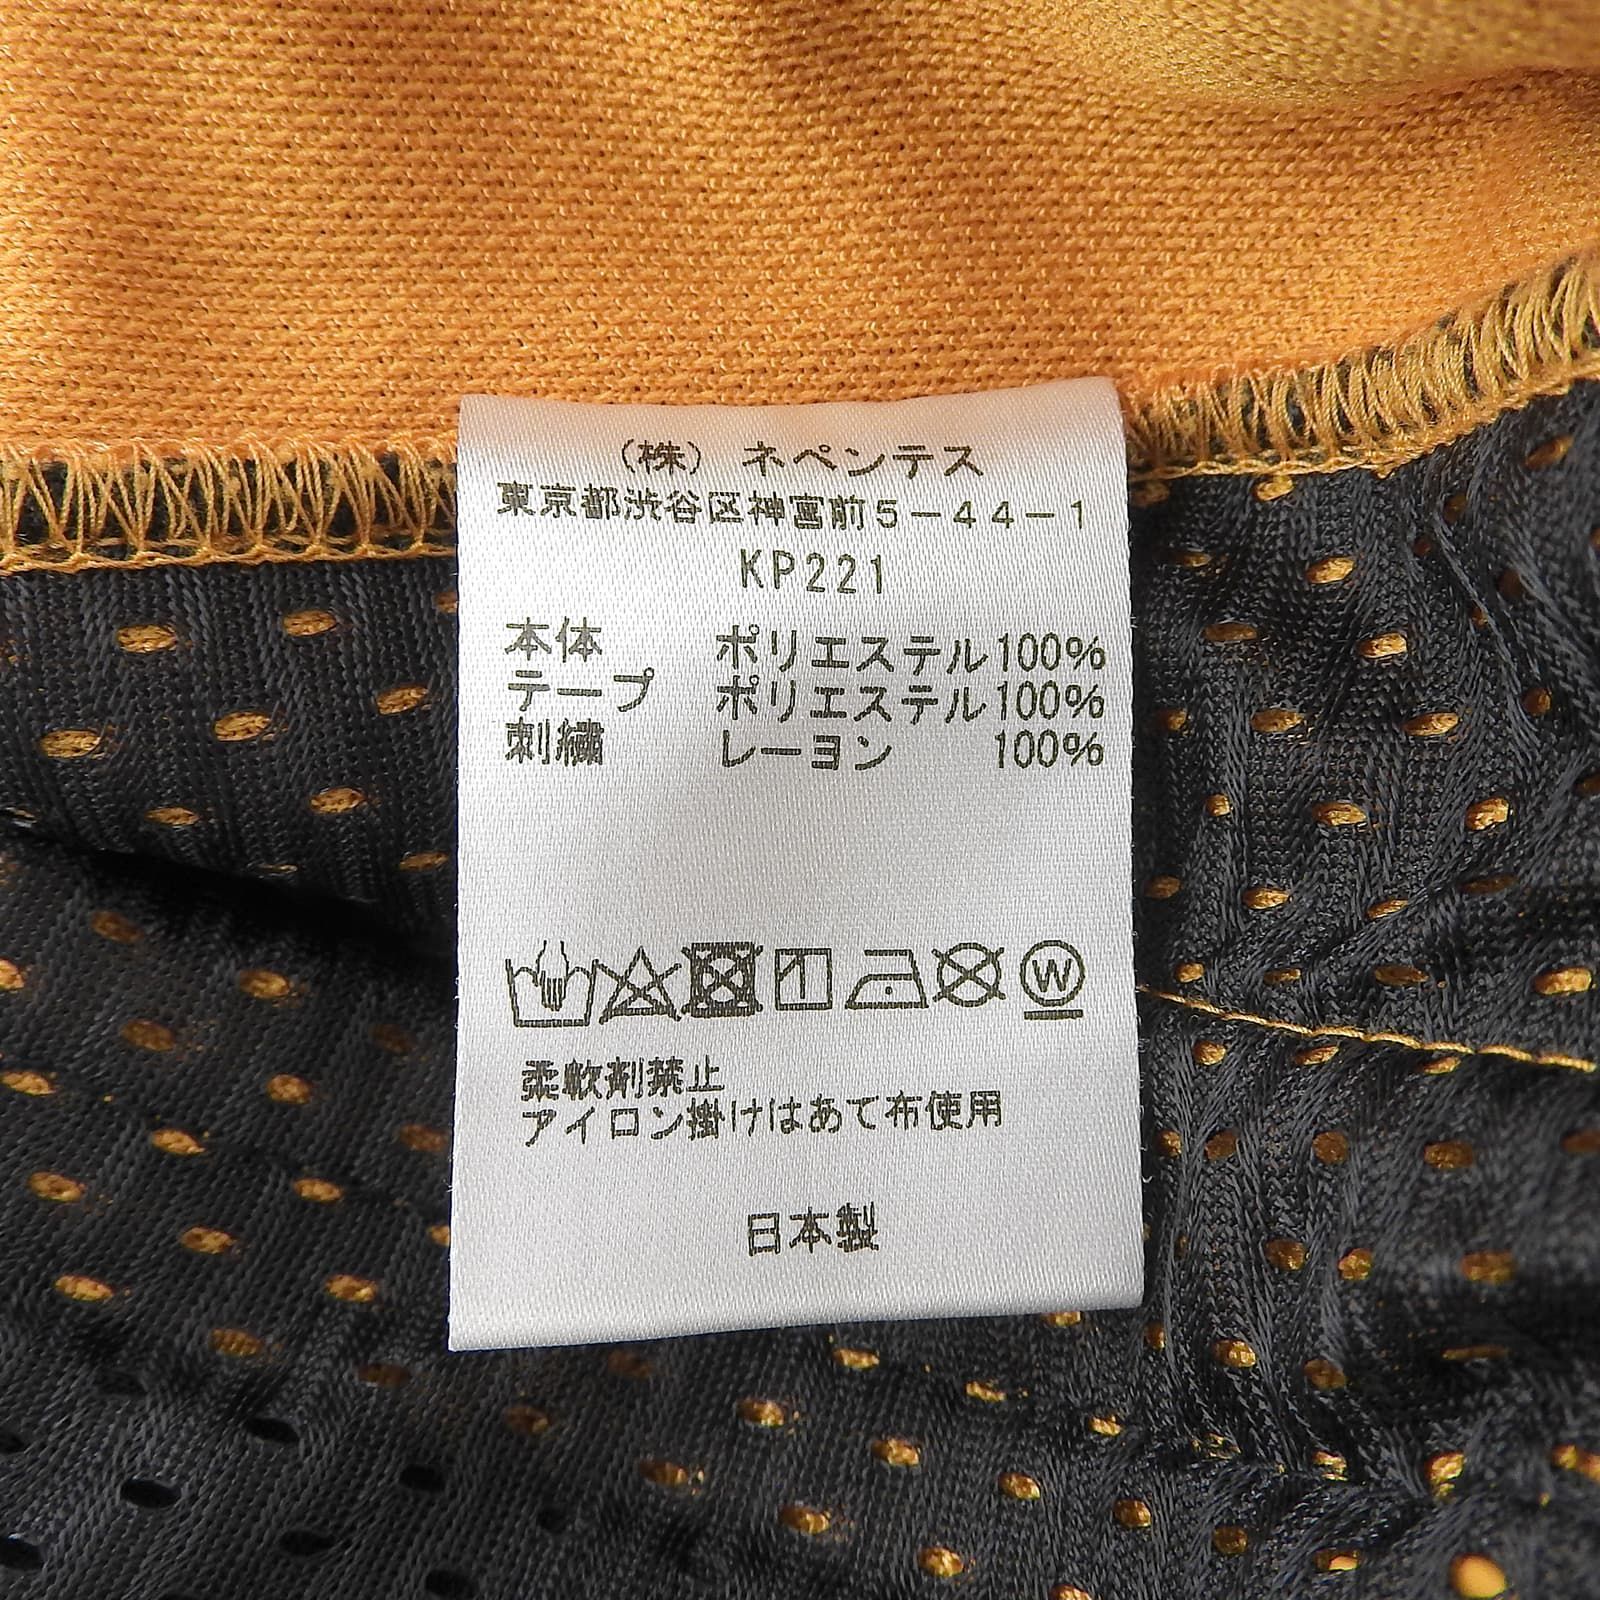 （株）ネペンテス
東京都渋谷区神宮前5-44-1
KP221
本体 ポリエステル100%
テープ ポリエステル100%
刺繍 レーヨン 100%
W
柔軟剤禁止
アイロン掛けはあて布使用
日本製